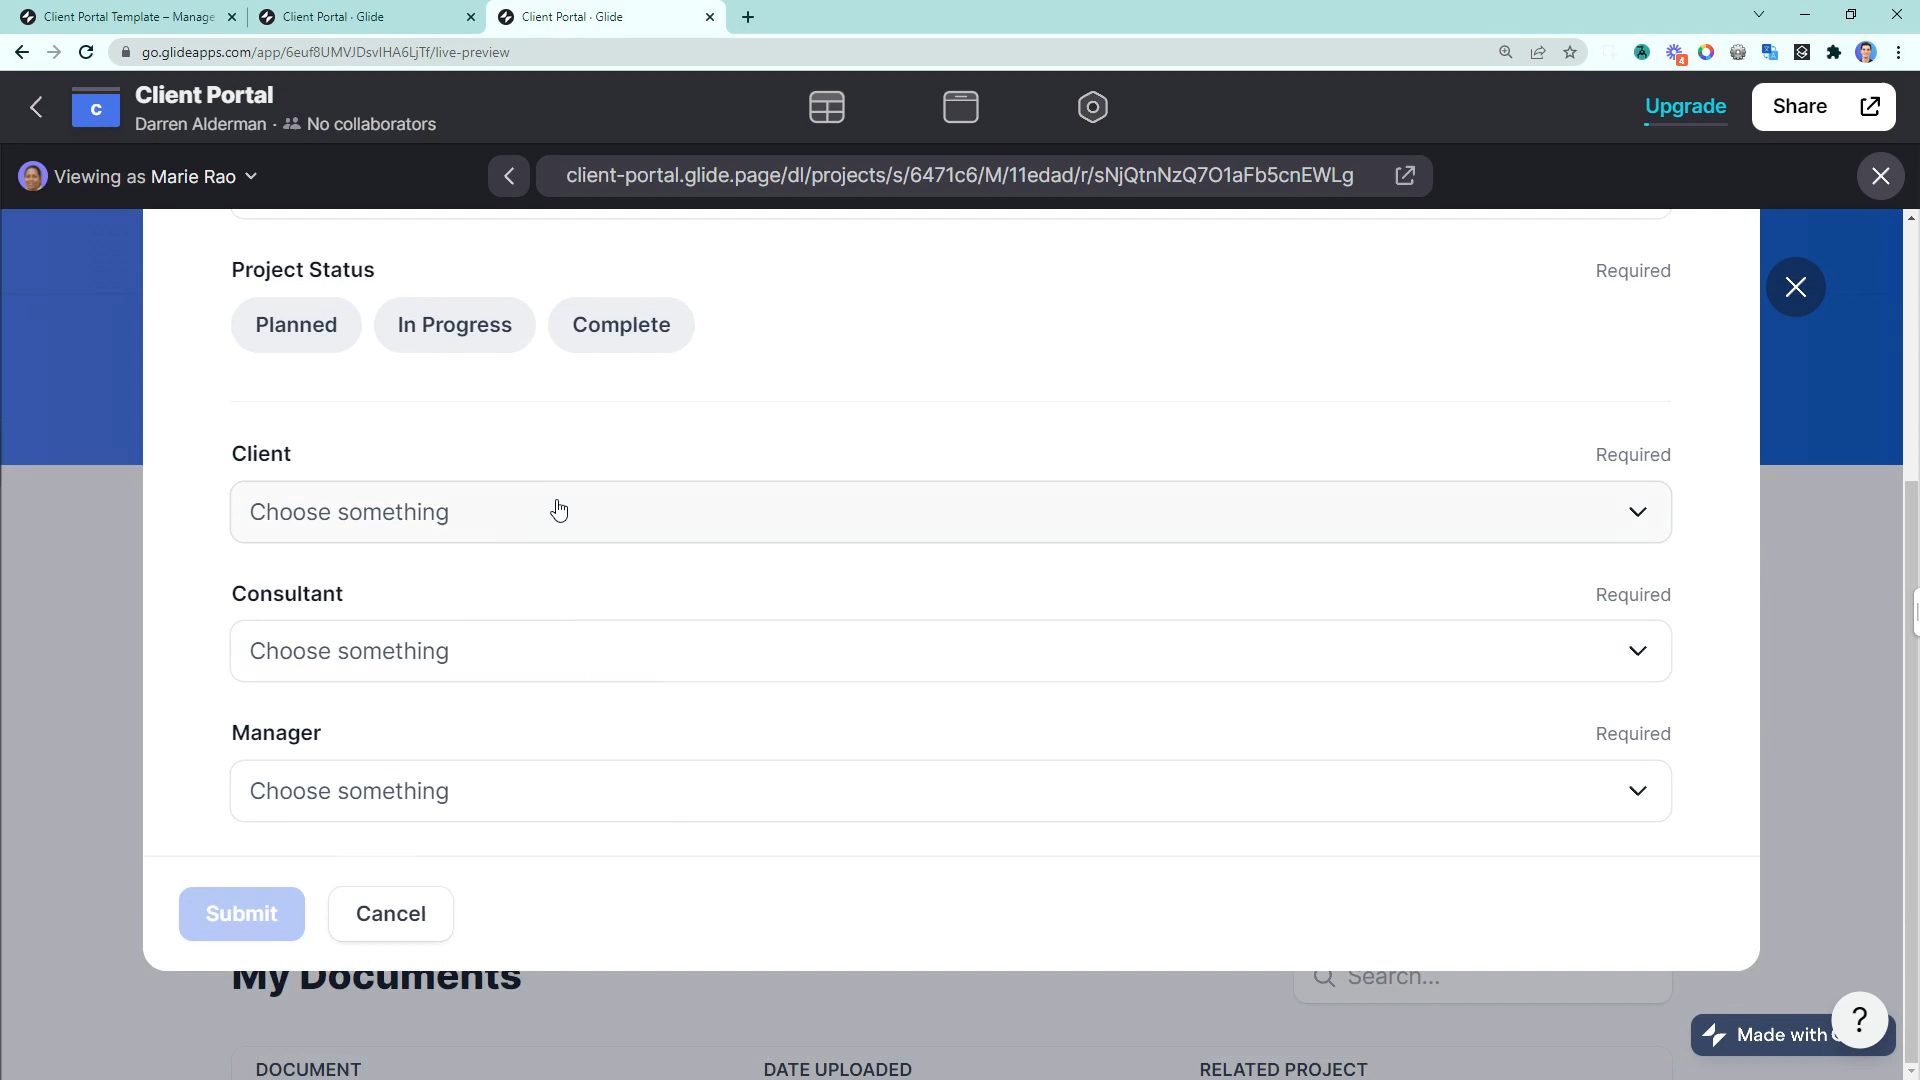 Client Portal Template – Manage
Client Portal · Glide
Client Portal · Glide
go.glideapps.com/app/6euf8UMVJDsvIHA6LjTf/live-preview
4
C
Client Portal
Darren Alderman · No collaborators
Upgrade
Share
Viewing as Marie Rao
client-portal.glide.page/dl/projects/s/6471c6/M/11edad/r/sNjQtnNzQ7O1aFb5cnEWLg
Project Status
Required
Planned
In Progress
Complete
Client
Required
Choose something
Consultant
Required
Choose something
Manager
Required
Choose something
Submit
Cancel
My Documents
Search...
Made with
?
DOCUMENT
DATE UPLOADED
RELATED PROJECT